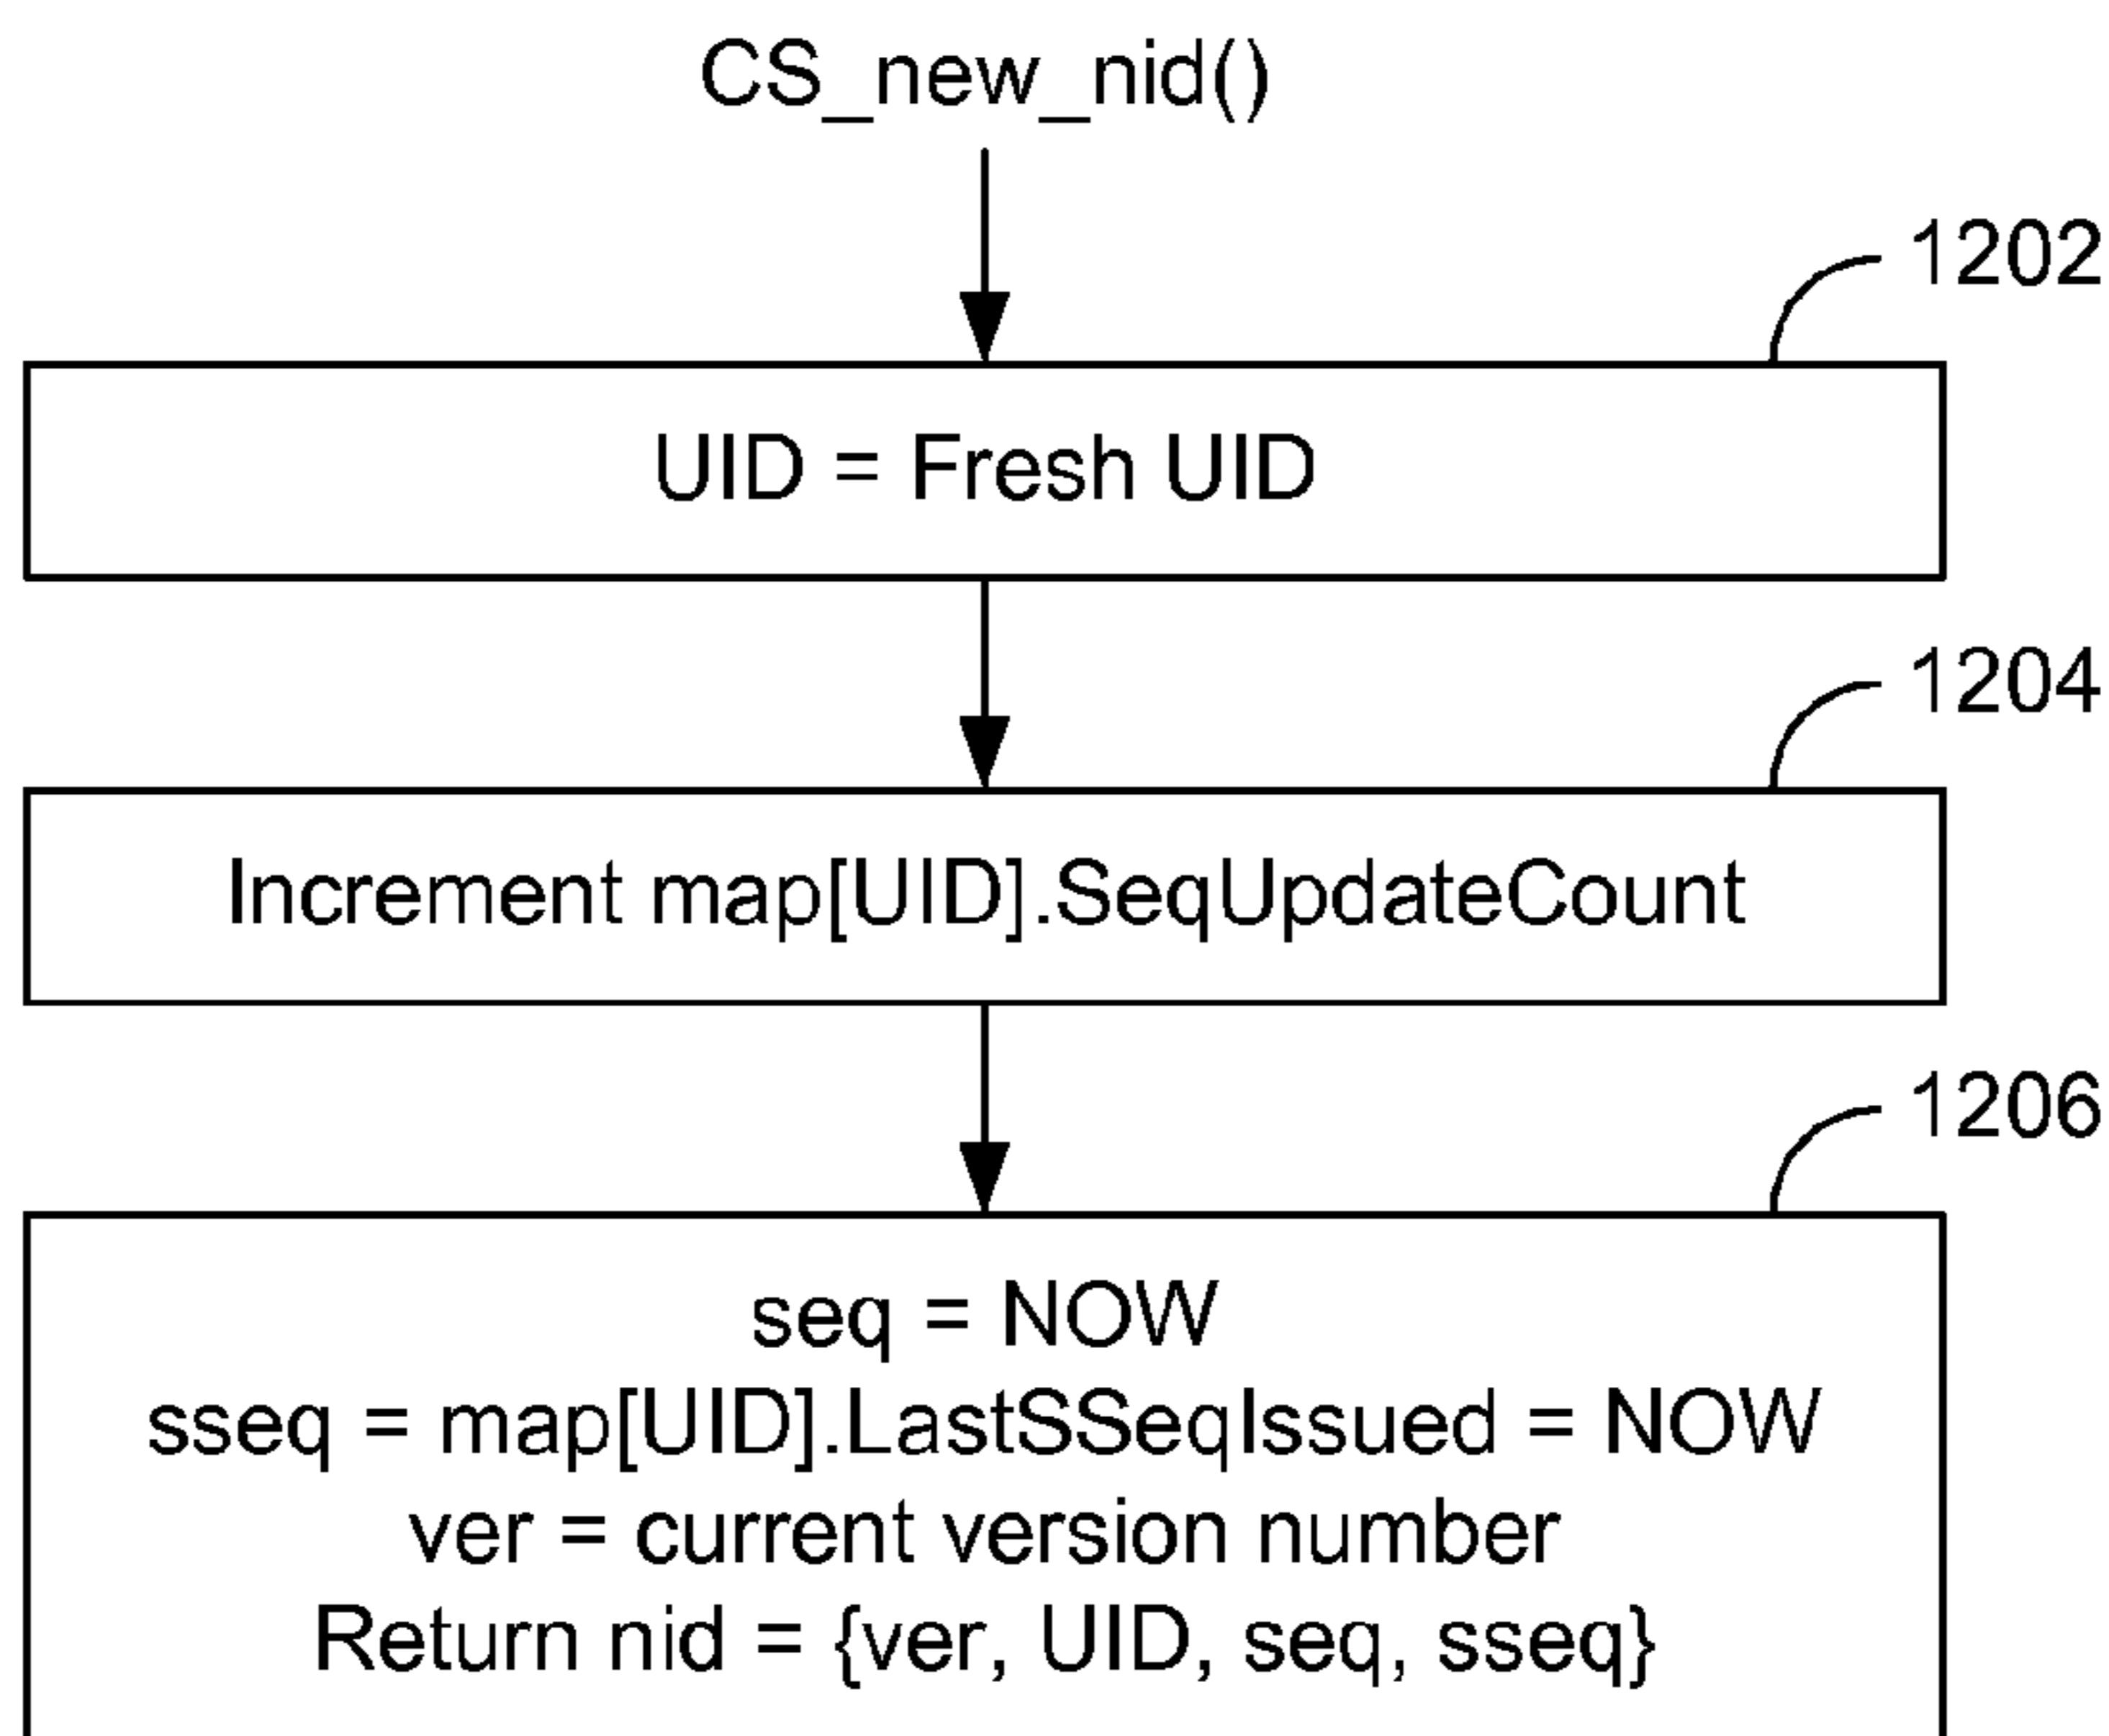 CS_new_nid()
1202
UID = Fresh UID
1204
Increment map[UID].SeqUpdateCount
1206
seq = NOW
sseq = map[UID].LastSSeqIssued = NOW
ver = current version number
Return nid = {ver, UID, seq, sseq}